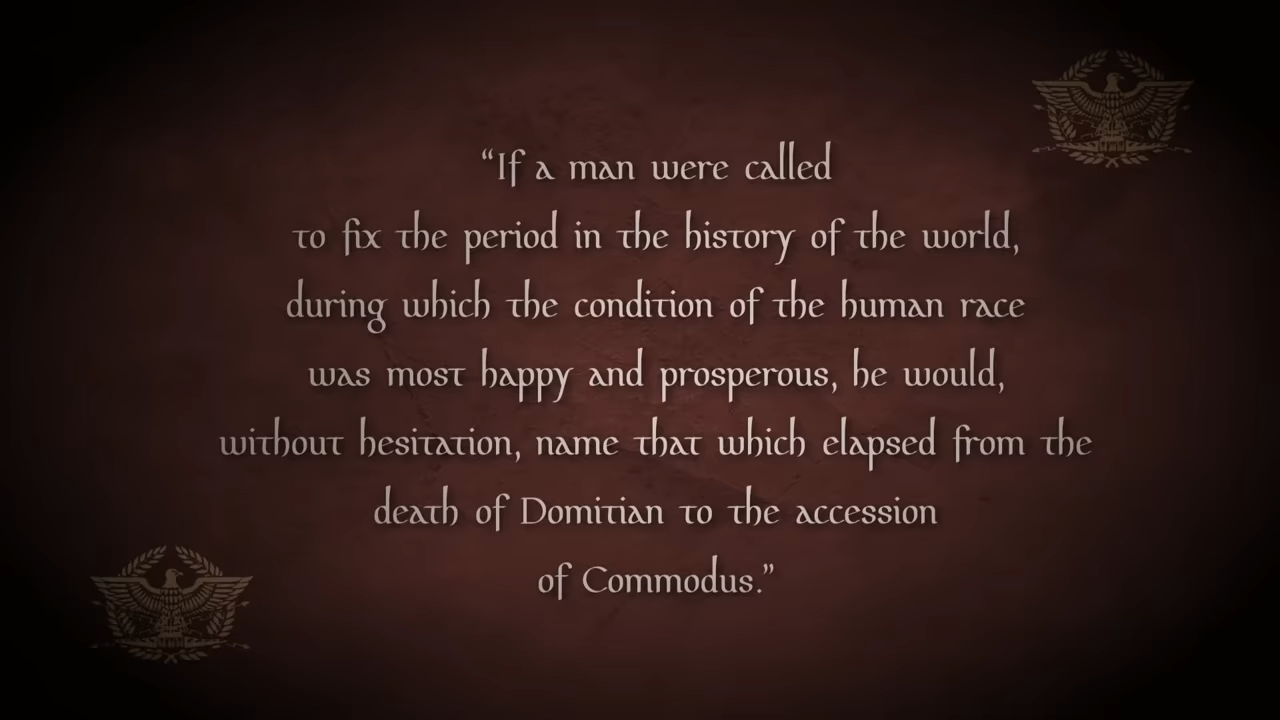 “If a man were called
to fix the period in the history of the world,
during which the condition of the human race
was most happy and prosperous, he would,
without hesitation, name that which elapsed from the
death of Domitian to the accession
of Commodus.”